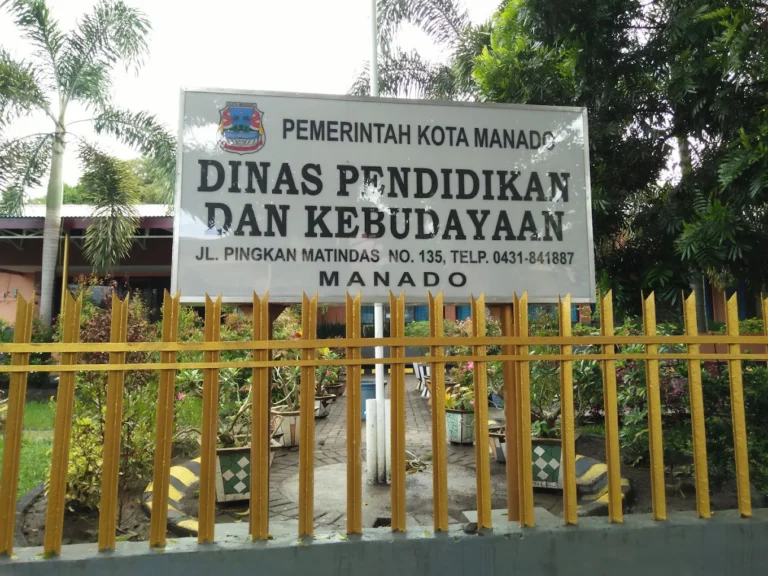 PEMERINTAH KOTA MANADO
DINAS PENDIDIKAN
DAN KEBUDAYAAN
JL. PINGKAN MATINDAS NO. 135, TELP. 0431-841887
MANADO